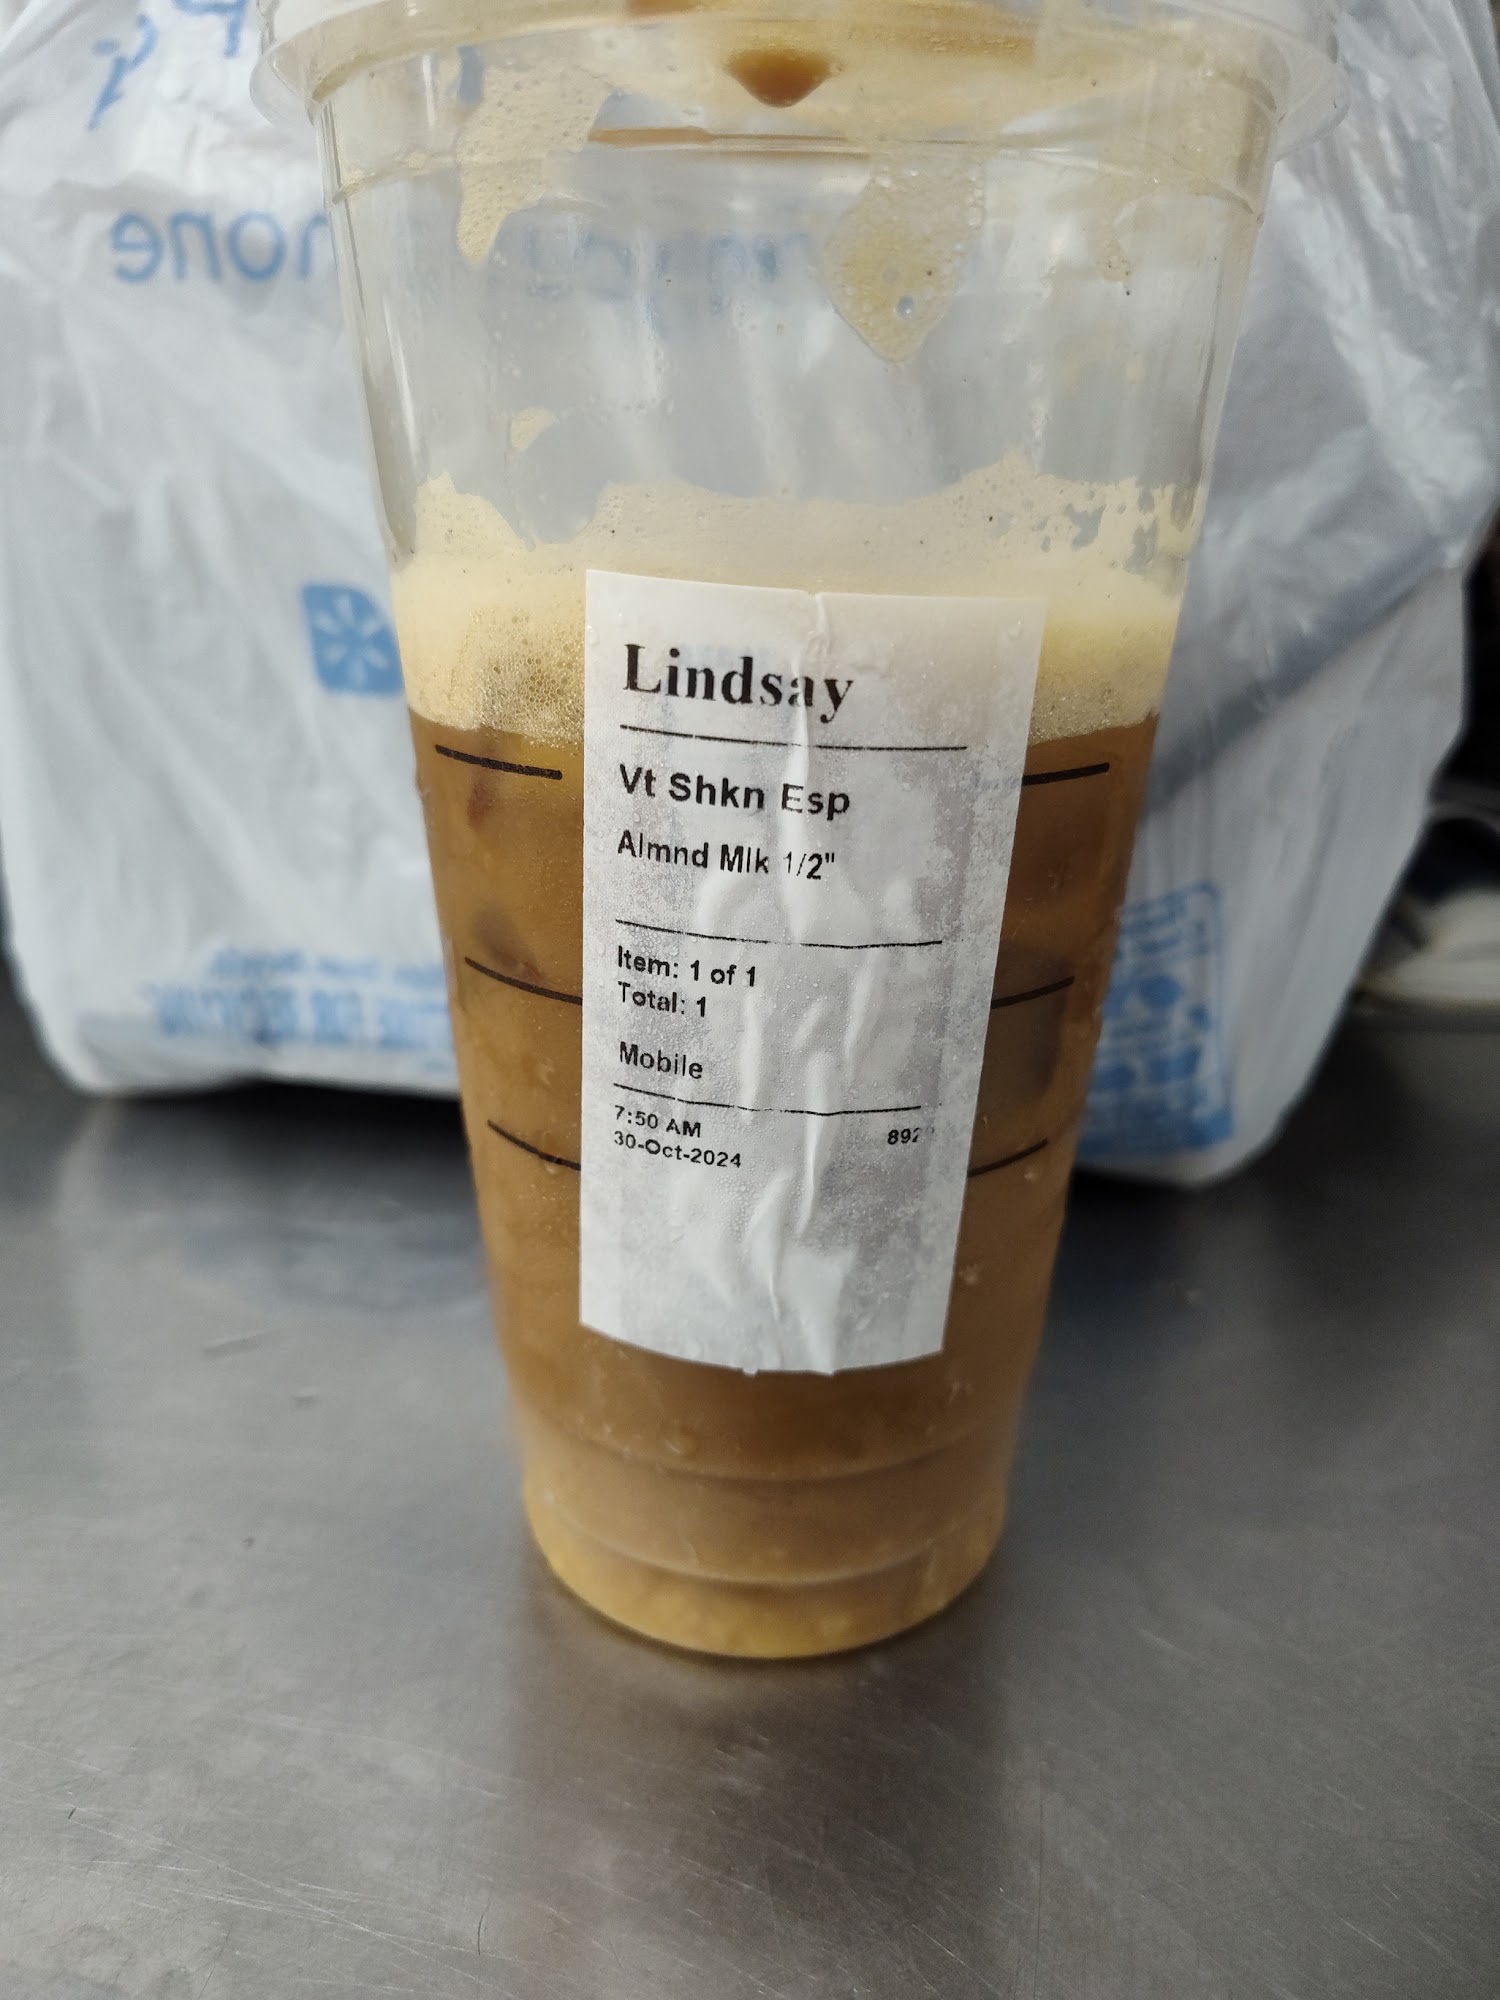 Lindsay
Vt Shkn Esp
Almnd Mlk 1/2"
Item: 1 of 1
Total: 1
Mobile
7:50 AM
30-Oct-2024